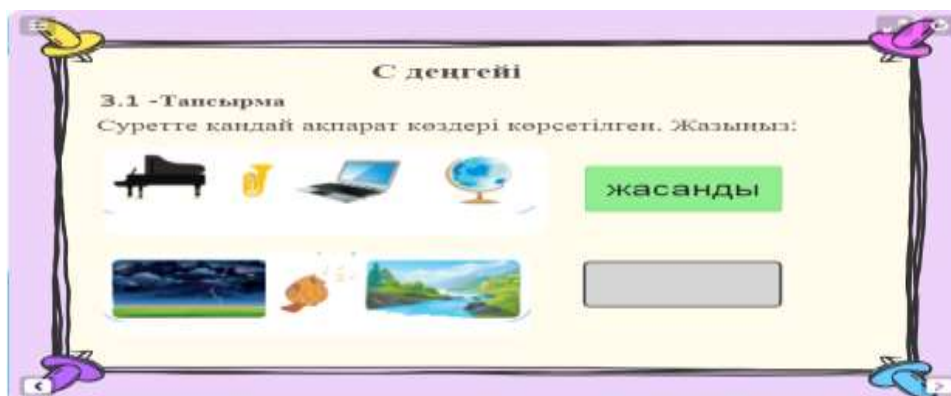 С деңгейі
3.1 -Тапсырма
Суретте қандай ақпарат көздері көрсетілген. Жазыңыз:
жасанды